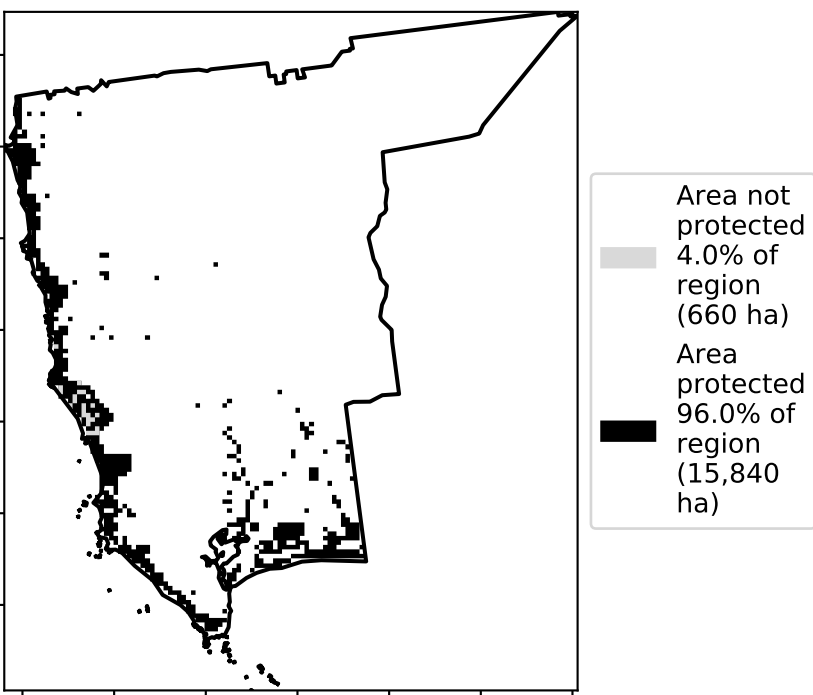 Area not
protected
4.0% of
region
(660 ha)
Area
protected
96.0% of
region
(15,840
ha)